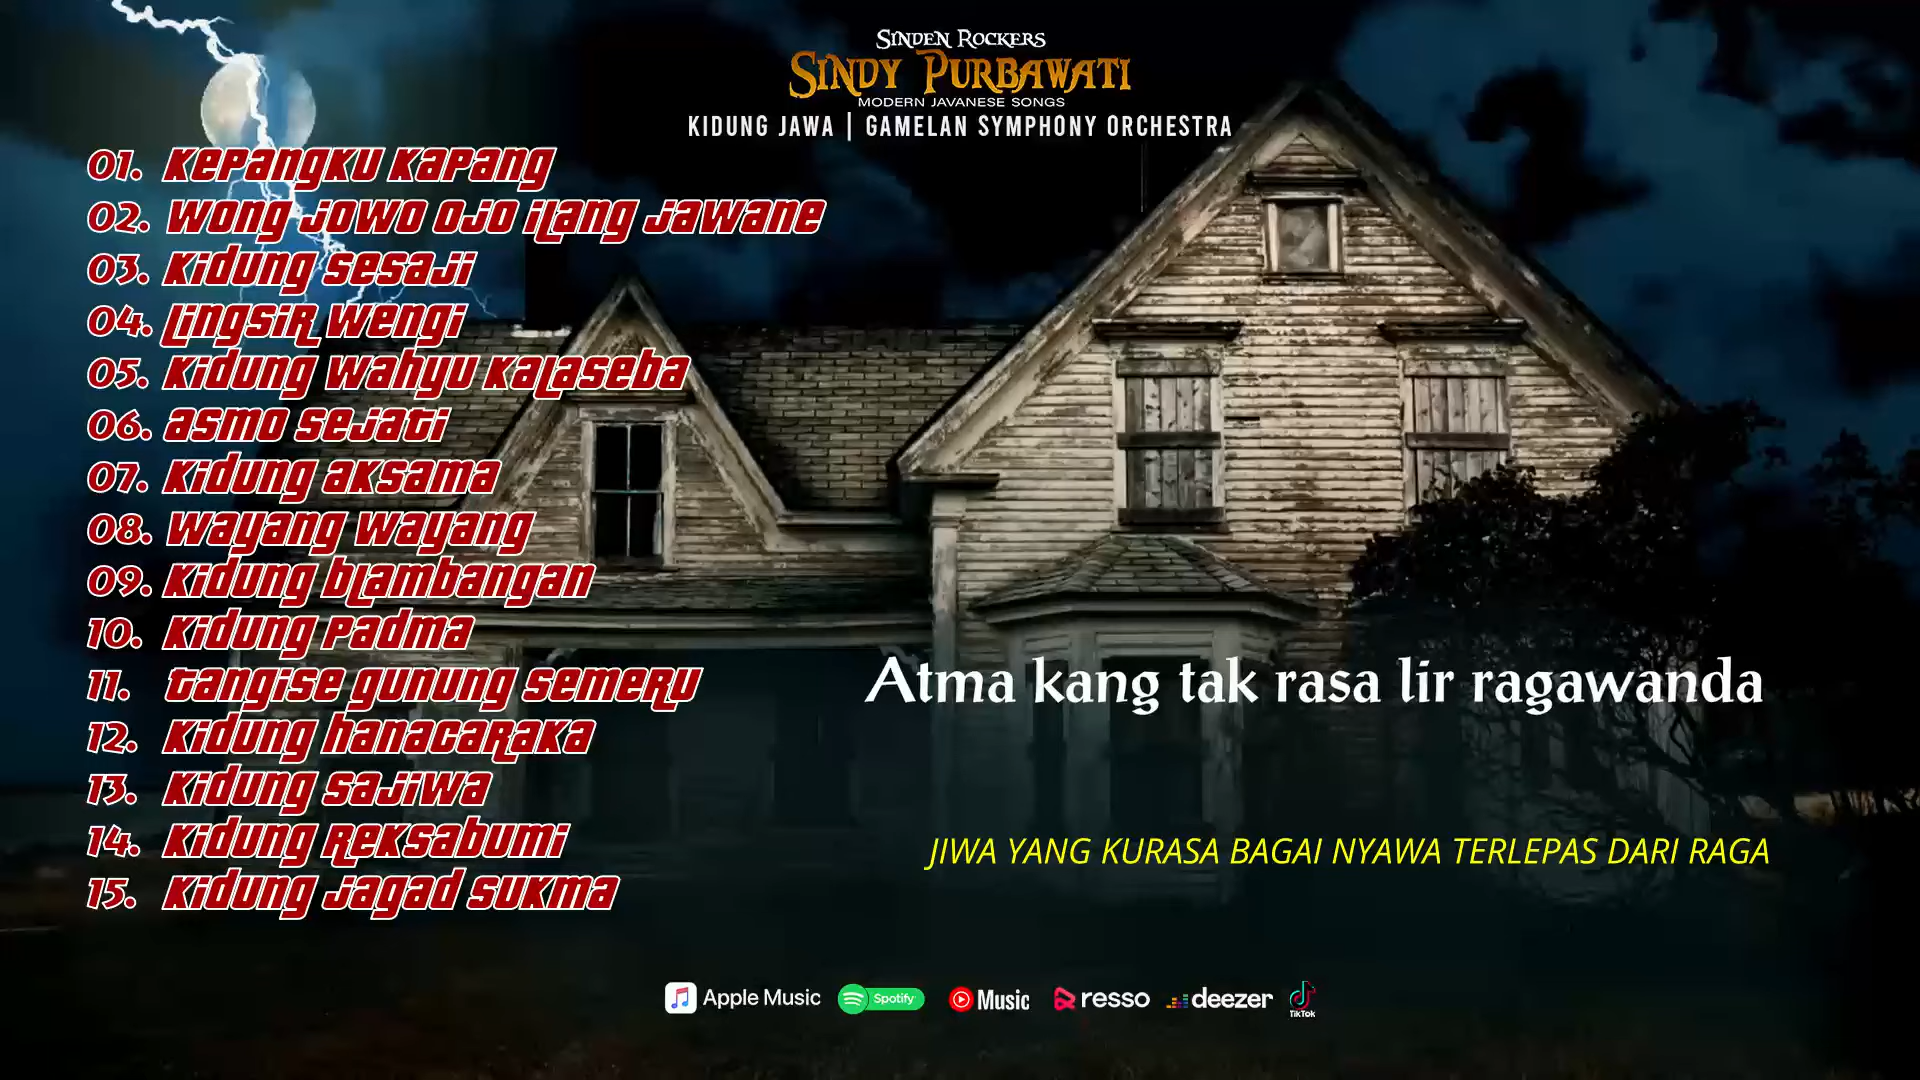 SINDEN ROCKERS
SINDY PURBAWATI
MODERN JAVANESE SONGS
KIDUNG JAWA | GAMELAN SYMPHONY ORCHESTRA
01. Kepangku Kapang
02. Wong Jowo Ojo Ilang Jawane
03. Kidung Sesaji
04. Lingsir Wengi
05. Kidung Wahyu Kalaseba
06. Asmo Sejati
07. Kidung Aksama
08. Wayang Wayang
09. Kidung Blambangan
10. Kidung Padma
11. Tangise Gunung Semeru
12. Kidung Hanacaraka
13. Kidung Sajiwa
14. Kidung Reksabumi
15. Kidung Jagad Sukma
Atma kang tak rasa lir ragawanda
JIWA YANG KURASA BAGAI NYAWA TERLEPAS DARI RAGA
Apple Music Spotify Music resso deezer TikTok